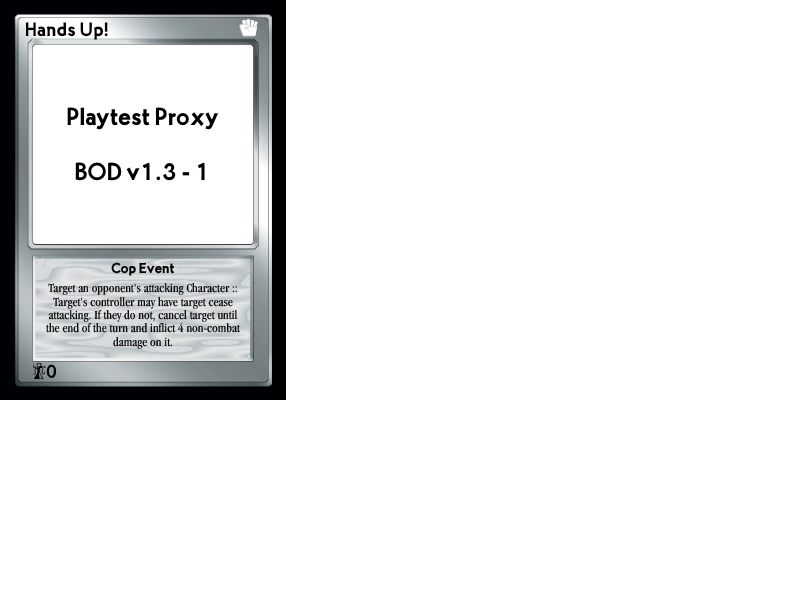 Hands Up!
Playtest Proxy
BOD v1.3 - 1
Cop Event
Target an opponent's attacking Character ::
Target's controller may have target cease
attacking. If they do not, cancel target until
the end of the turn and inflict 4 non-combat
damage on it.
0